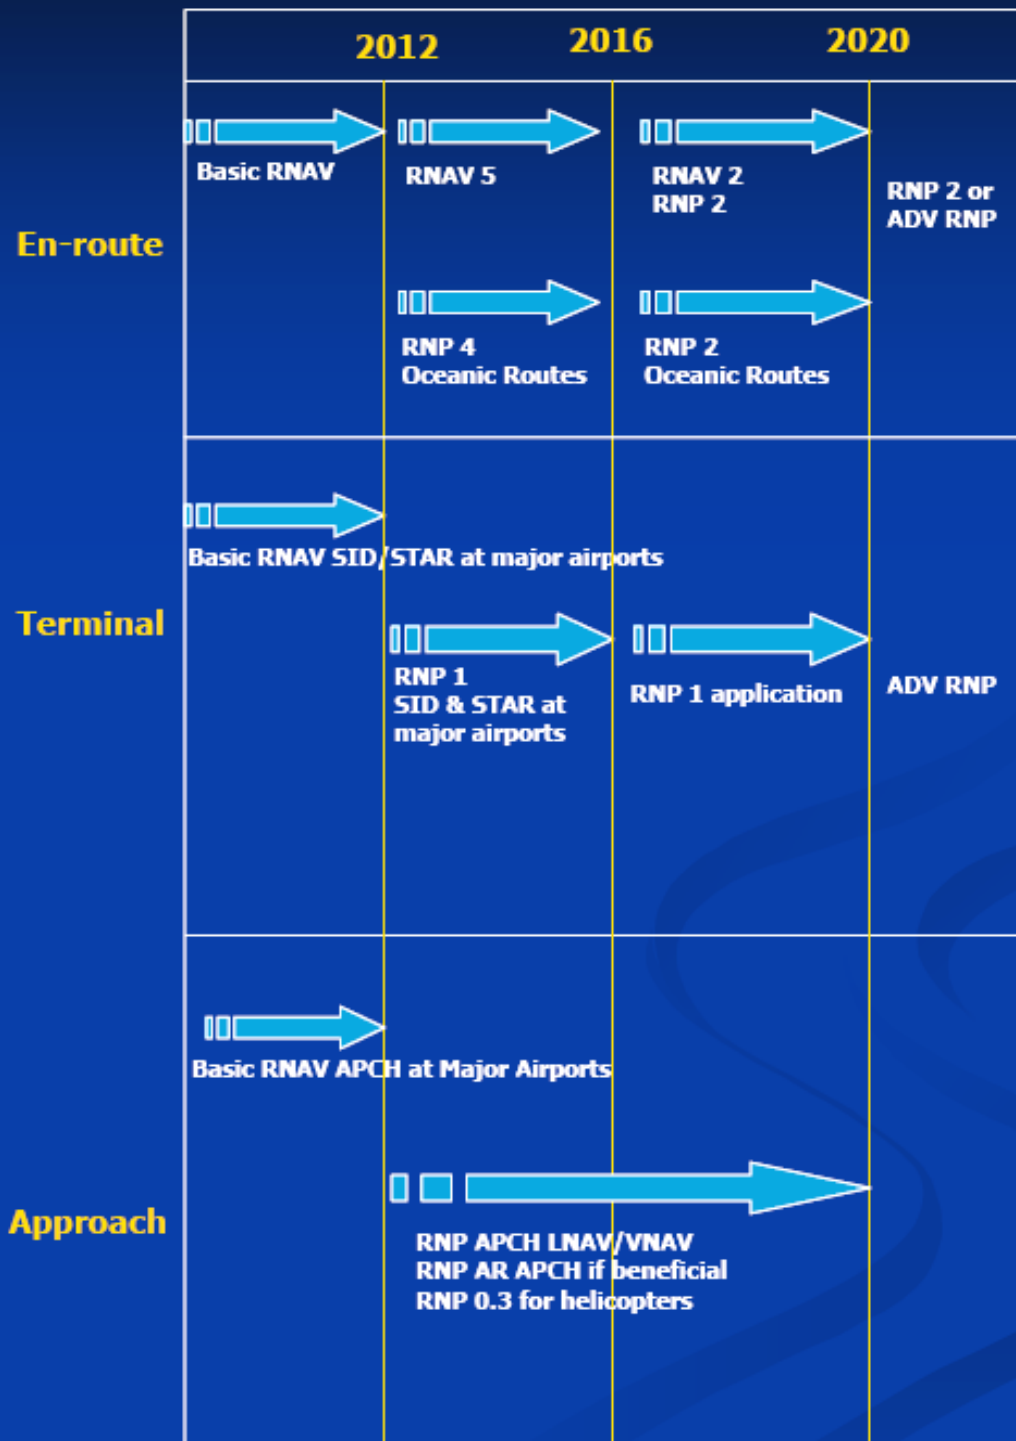 2012
2016
2020
En-route
Basic RNAV
RNAV 5
RNAV 2
RNP 2
RNP 2 or
ADV RNP
RNP 4
Oceanic Routes
RNP 2
Oceanic Routes
Terminal
Basic RNAV SID/STAR at major airports
RNP 1
SID & STAR at
major airports
RNP 1 application
ADV RNP
Approach
Basic RNAV APCH at Major Airports
RNP APCH LNAV/VNAV
RNP AR APCH if beneficial
RNP 0.3 for helicopters